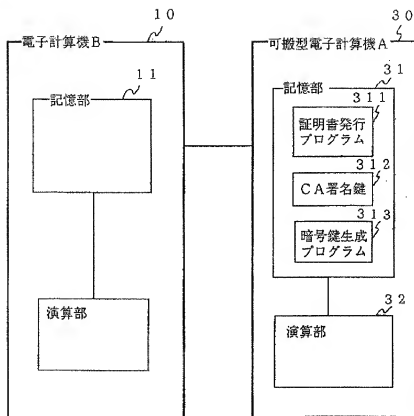 10
電子計算機B
11
記憶部
演算部
30
可搬型電子計算機A
31
記憶部
311
証明書発行
プログラム
312
CA署名鍵
313
暗号鍵生成
プログラム
32
演算部